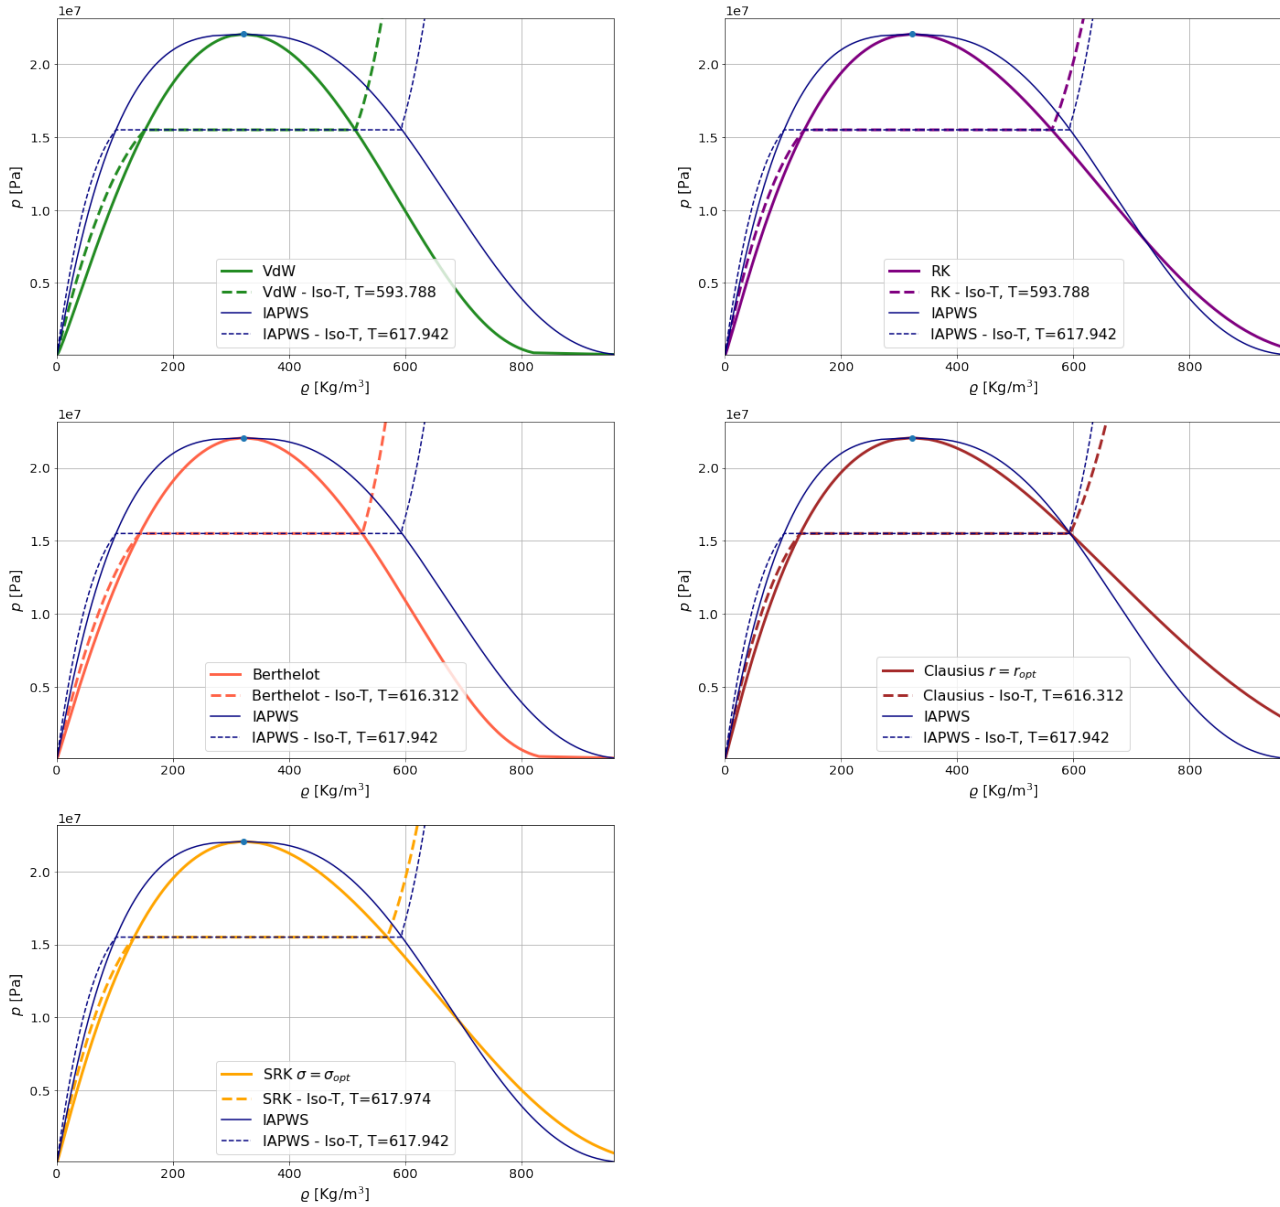 1e7
2.0
1.5
1.0
0.5
p [Pa]
VdW
VdW - Iso-T, T=593.788
IAPWS
IAPWS - Iso-T, T=617.942
0 200 400 600 800
ϱ [Kg/m³]
1e7
2.0
1.5
1.0
0.5
p [Pa]
RK
RK - Iso-T, T=593.788
IAPWS
IAPWS - Iso-T, T=617.942
0 200 400 600 800
ϱ [Kg/m³]
1e7
2.0
1.5
1.0
0.5
p [Pa]
Berthelot
Berthelot - Iso-T, T=616.312
IAPWS
IAPWS - Iso-T, T=617.942
0 200 400 600 800
ϱ [Kg/m³]
1e7
2.0
1.5
1.0
0.5
p [Pa]
Clausius r = r_opt
Clausius - Iso-T, T=616.312
IAPWS
IAPWS - Iso-T, T=617.942
0 200 400 600 800
ϱ [Kg/m³]
1e7
2.0
1.5
1.0
0.5
p [Pa]
SRK σ = σ_opt
SRK - Iso-T, T=617.974
IAPWS
IAPWS - Iso-T, T=617.942
0 200 400 600 800
ϱ [Kg/m³]